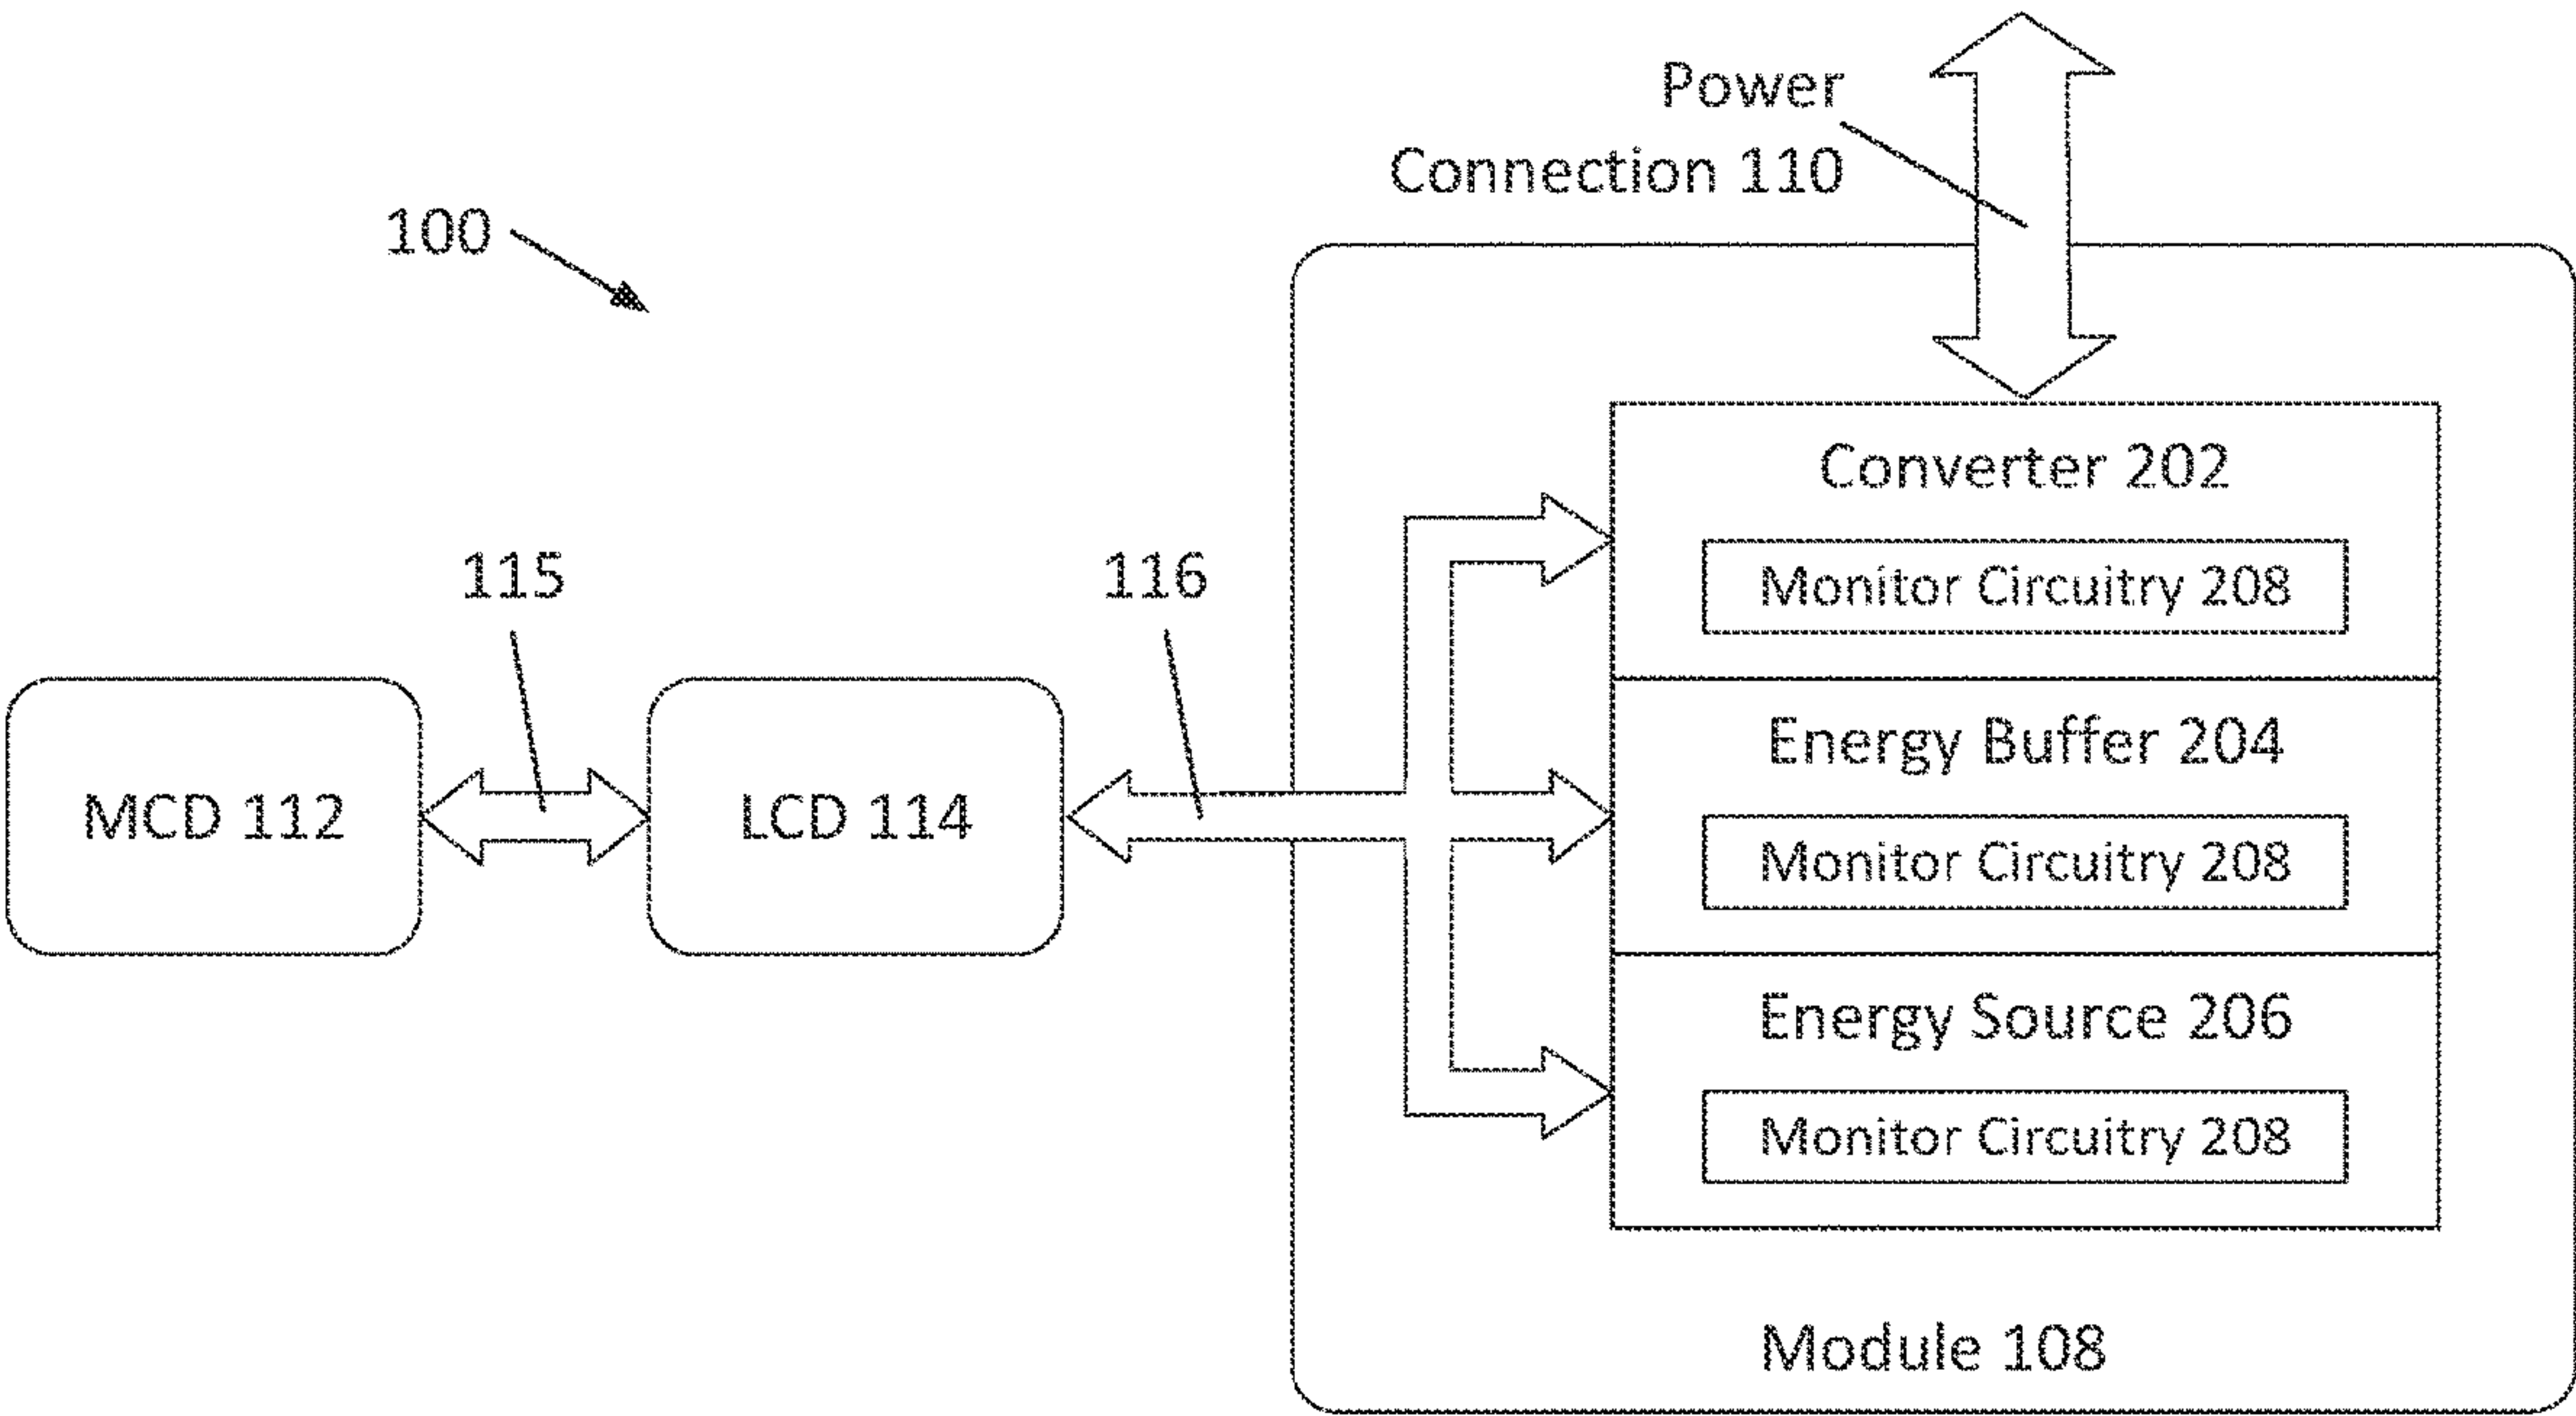 Power
Connection 110
100
Converter 202
Monitor Circuitry 208
115
116
MCD 112
LCD 114
Energy Buffer 204
Monitor Circuitry 208
Energy Source 206
Monitor Circuitry 208
Module 108